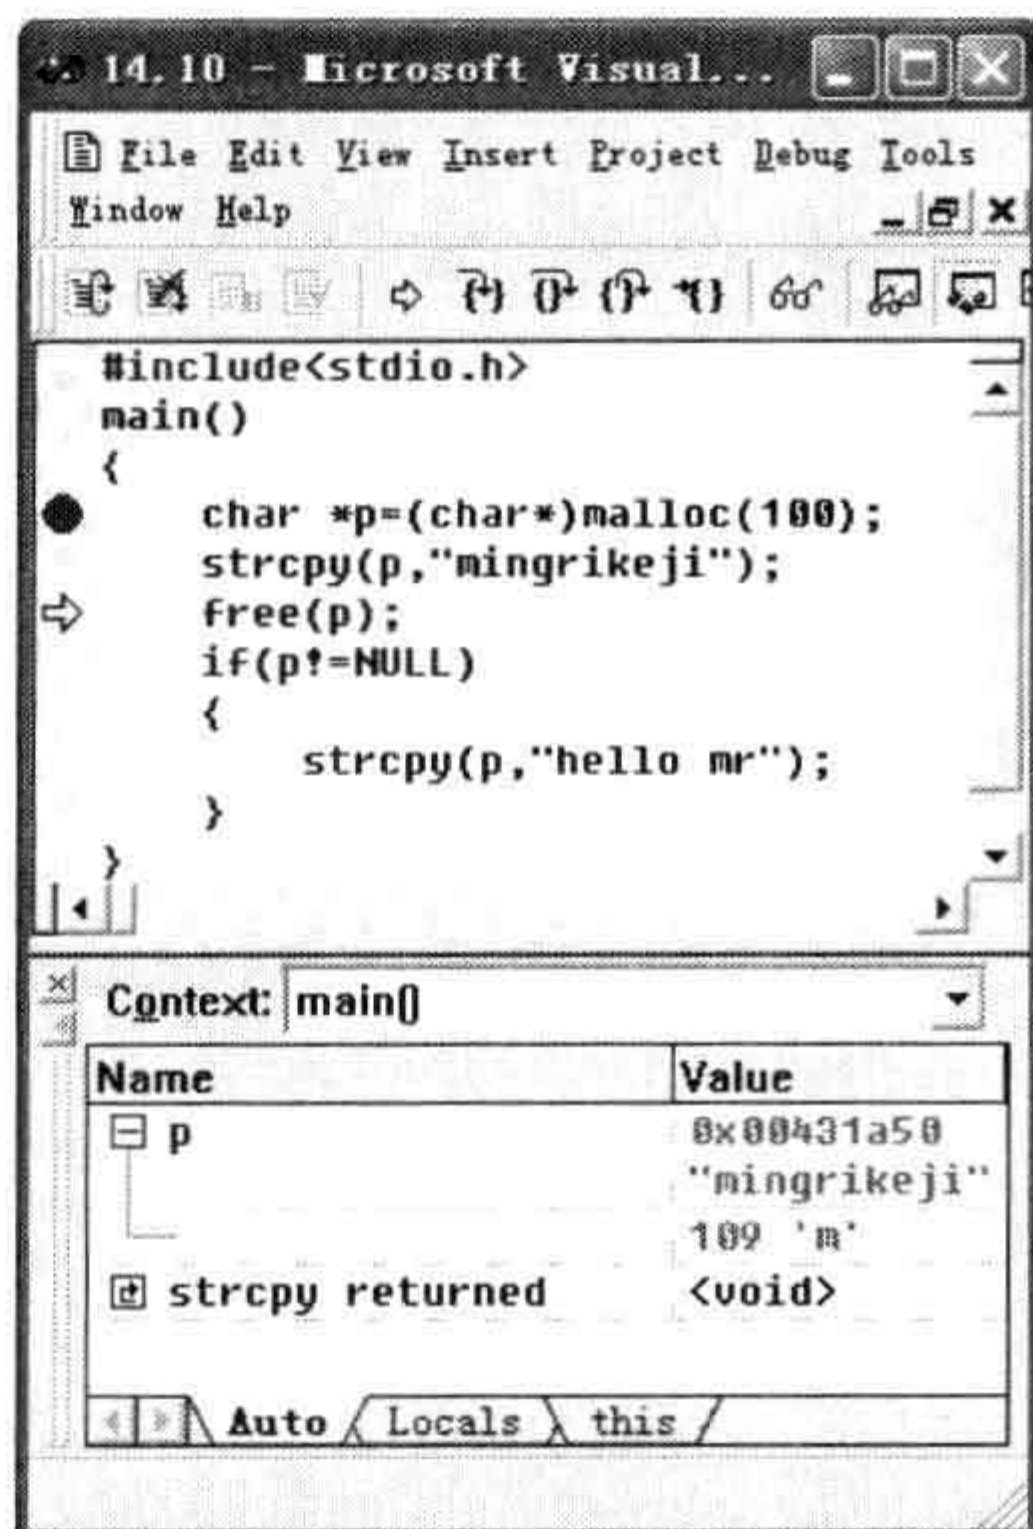 14.10 - Microsoft Visual...
File Edit View Insert Project Debug Tools
Window Help
#include<stdio.h>
main()
{
char *p=(char*)malloc(100);
strcpy(p,"mingrikeji");
free(p);
if(p!=NULL)
{
strcpy(p,"hello mr");
}
}
Context: main()
Name Value
p 0x00431a50
"mingrikeji"
109 'm'
strcpy returned <void>
Auto Locals this